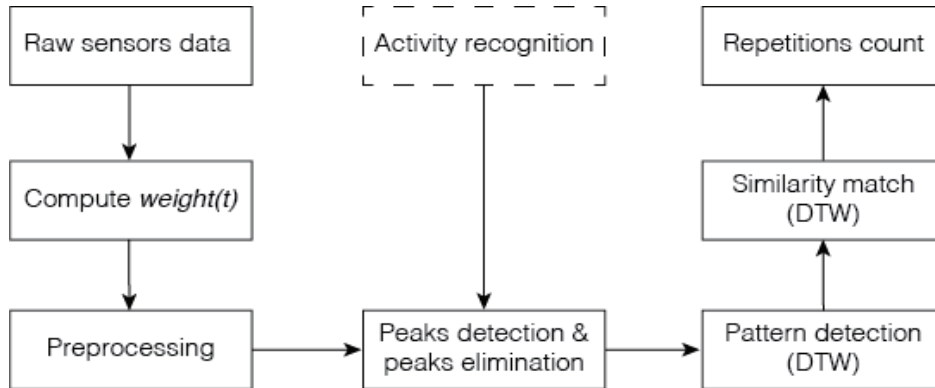 Raw sensors data
Activity recognition
Repetitions count
Compute weight(t)
Similarity match
(DTW)
Preprocessing
Peaks detection &
peaks elimination
Pattern detection
(DTW)